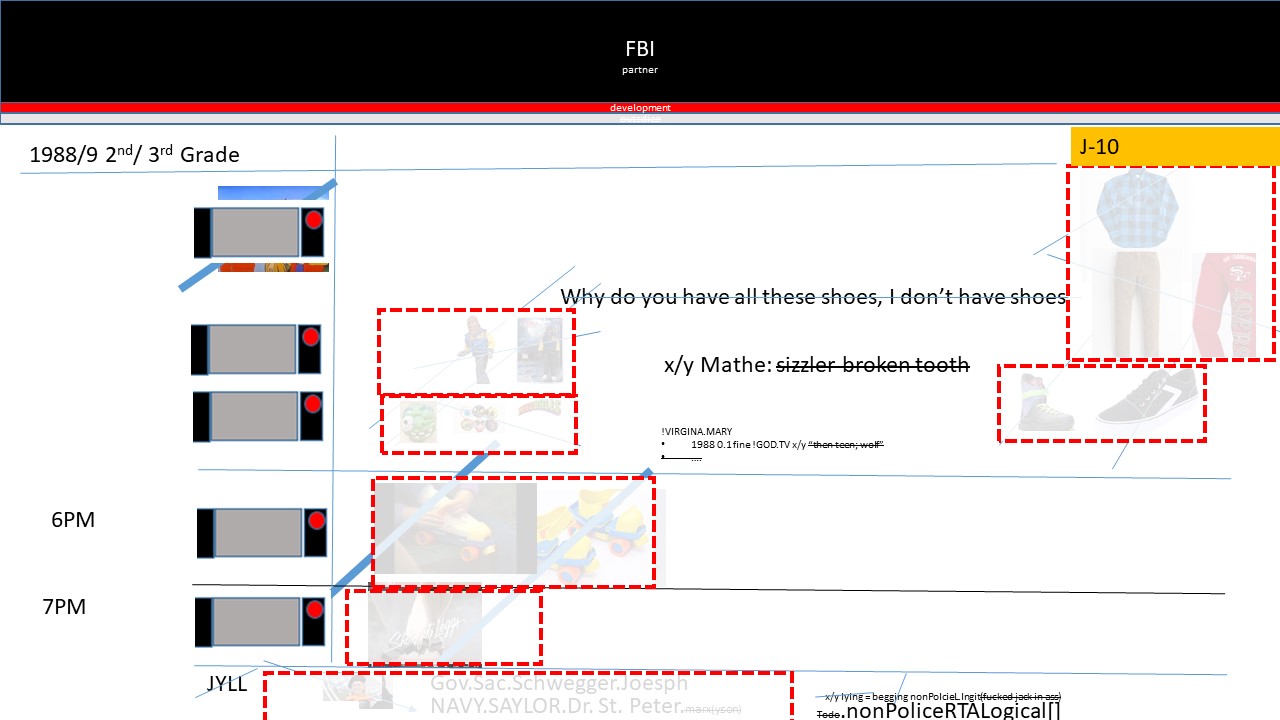 FBI
partner
development
1988/9 2nd/ 3rd Grade
J-10
Why do you have all these shoes, I don’t have shoes
x/y Mathe: sizzler broken tooth
!VIRGINA.MARY
• 1988 0.1 fine !GOD.TV x/y “then teen; wolf”
• ....
6PM
7PM
JYLL
Gov.Sac.Schwegger.Joesph
NAVY.SAYLOR.Dr. St. Peter.mark(yson)
x/y lying = begging nonPolcieL.Ingit(fucked jack in ass)
Todo.nonPoliceRTALogical[]